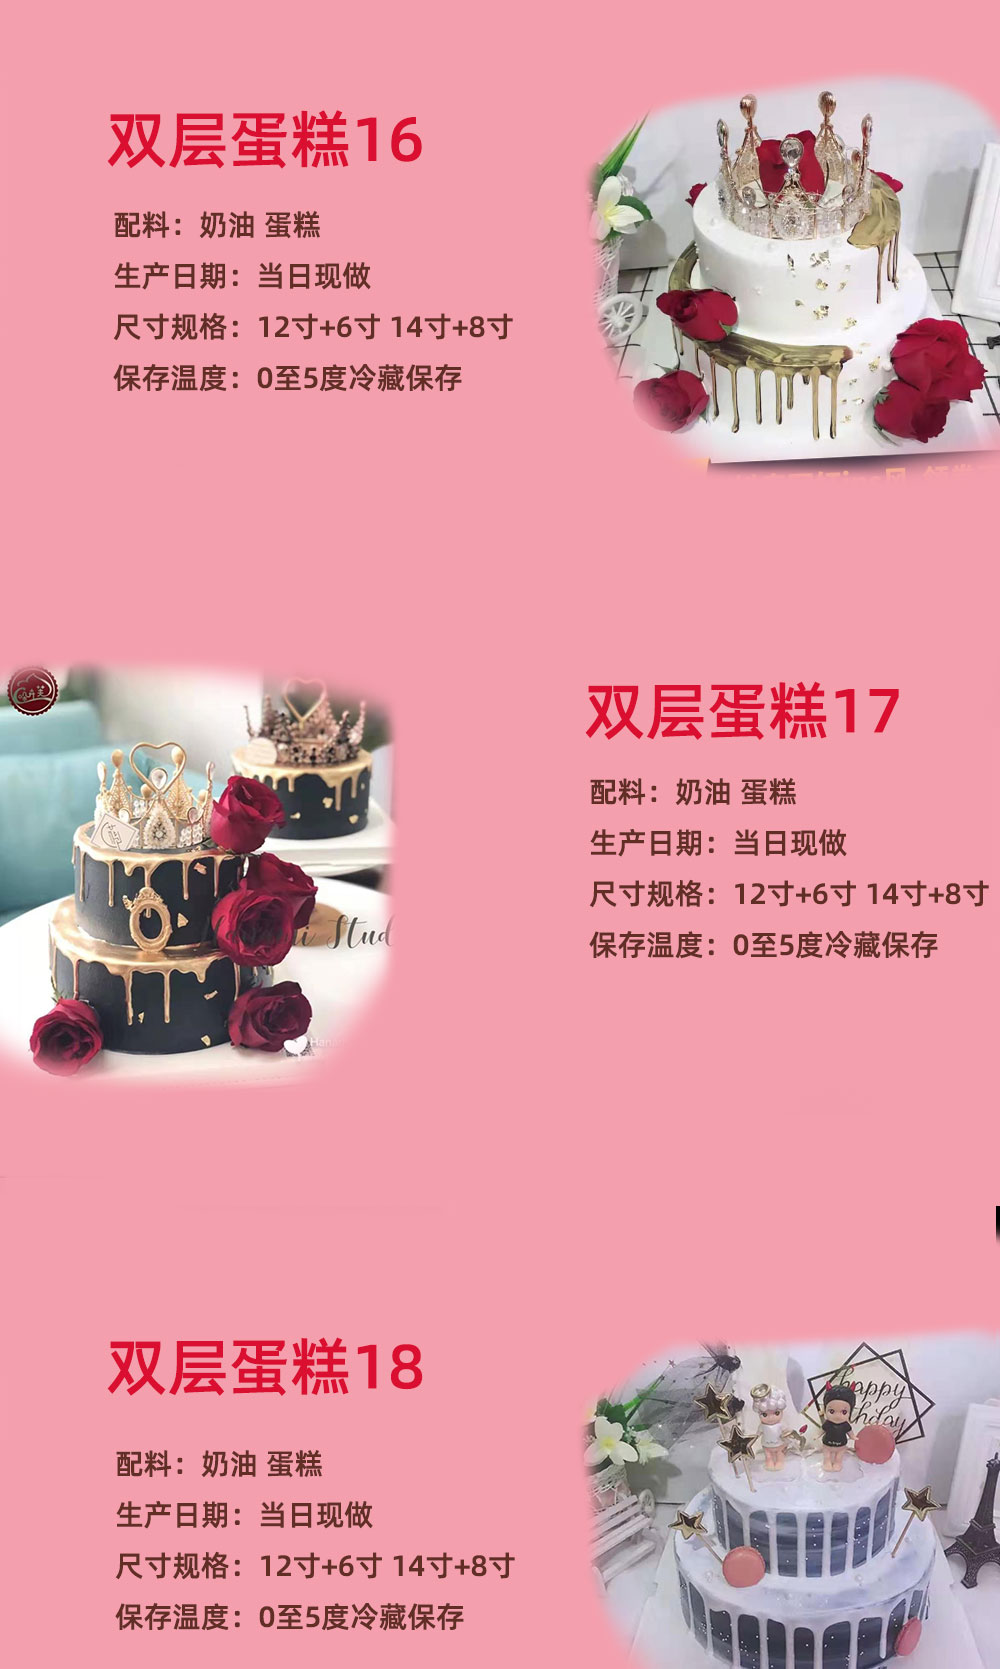 双层蛋糕16
配料：奶油 蛋糕
生产日期：当日现做
尺寸规格：12寸+6寸 14寸+8寸
保存温度：0至5度冷藏保存
双层蛋糕17
配料：奶油 蛋糕
生产日期：当日现做
尺寸规格：12寸+6寸 14寸+8寸
保存温度：0至5度冷藏保存
Stud
双层蛋糕18
配料：奶油 蛋糕
生产日期：当日现做
尺寸规格：12寸+6寸 14寸+8寸
保存温度：0至5度冷藏保存
happy